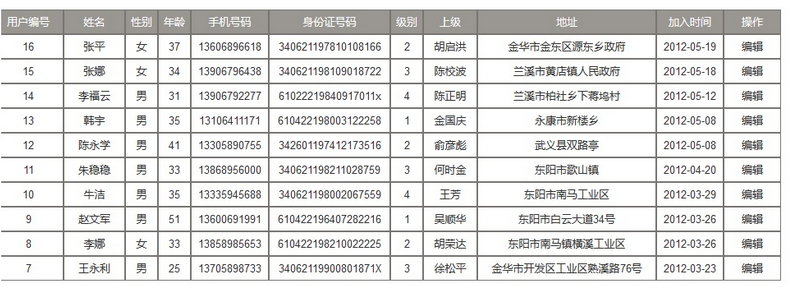 用户编号 姓名 性别 年龄 手机号码 身份证号码 级别 上级 地址 加入时间 操作
16 张平 女 37 13606896618 340621197810108166 2 胡启洪 金华市金东区源东乡政府 2012-05-19 编辑
15 张娜 女 34 13906796438 340621198109018722 3 陈校波 兰溪市黄店镇人民政府 2012-05-18 编辑
14 李福云 男 31 13906792277 61022219840917011x 4 陈正明 兰溪市柏社乡下蒋坞村 2012-05-12 编辑
13 韩宇 男 35 13106411171 610422198003122258 1 金国庆 永康市新楼乡 2012-05-08 编辑
12 陈永学 男 41 13305890755 342601197412173516 2 俞彦彪 武义县双路亭 2012-05-08 编辑
11 朱稳稳 男 33 13868956000 340621198211028759 3 何时金 东阳市歌山镇 2012-04-20 编辑
10 牛洁 男 35 13335945688 340621198002067559 4 王芳 东阳市南马工业区 2012-03-29 编辑
9 赵文军 男 51 13600691991 610422196407282216 1 吴顺华 东阳市白云大道34号 2012-03-26 编辑
8 李娜 女 33 13858985653 610422198210022225 2 胡荣达 东阳市南马镇横溪工业区 2012-03-26 编辑
7 王永利 男 25 13705898733 34062119900801871X 3 徐松平 金华市开发区工业区熟溪路76号 2012-03-23 编辑